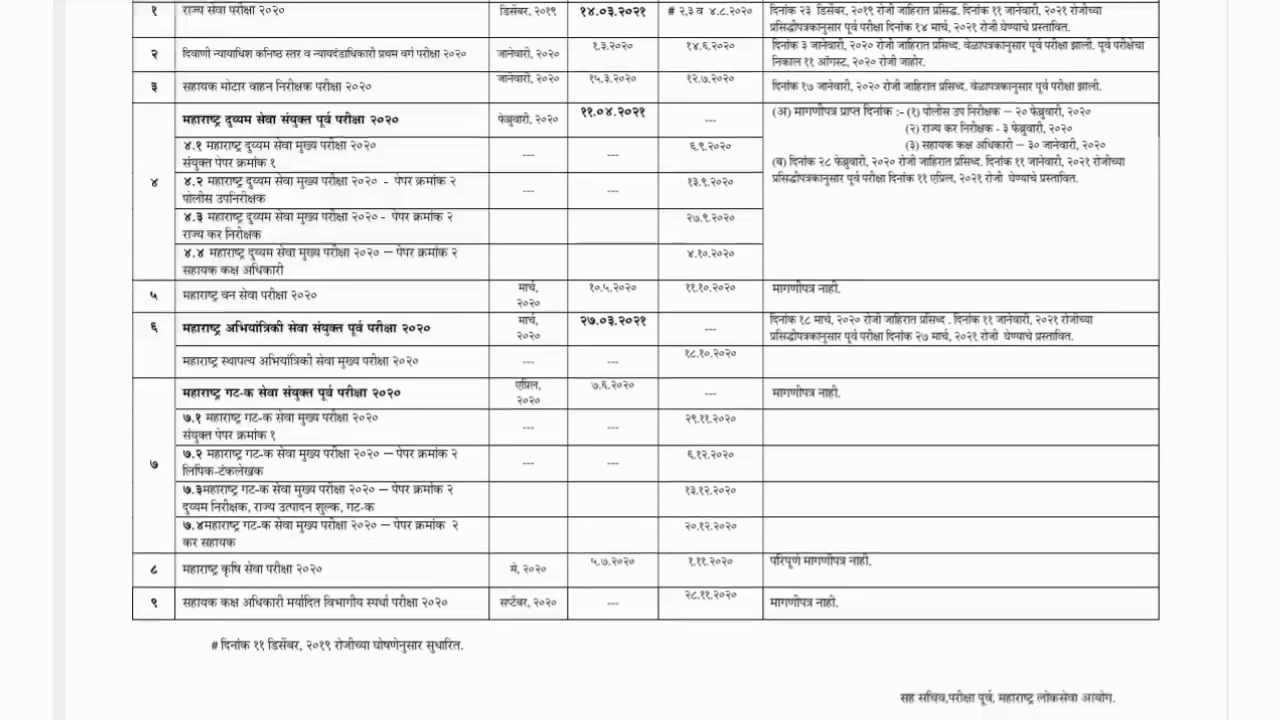 १ राज्य सेवा परीक्षा २०२० डिसेंबर, २०१९ १४.०३.२०२१ # २,३ व ४.८.२०२० दिनांक २३ डिसेंबर, २०१९ रोजी जाहिरात प्रसिद्ध. दिनांक ११ जानेवारी, २०२१ रोजीच्या
प्रसिद्धीपत्रकानुसार पूर्व परीक्षा दिनांक १४ मार्च, २०२१ रोजी घेण्याचे प्रस्तावित.
२ दिवाणी न्यायाधिश कनिष्ठ स्तर व न्यायदंडाधिकारी प्रथम वर्ग परीक्षा २०२० जानेवारी, २०२० १.३.२०२० १४.६.२०२० दिनांक ३ जानेवारी, २०२० रोजी जाहिरात प्रसिध्द. वेळापत्रकानुसार पूर्व परीक्षा झाली. पूर्व परीक्षेचा
निकाल ११ ऑगस्ट, २०२० रोजी जाहीर.
३ सहायक मोटार वाहन निरीक्षक परीक्षा २०२० जानेवारी, २०२० १५.३.२०२० १२.७.२०२० दिनांक १७ जानेवारी, २०२० रोजी जाहिरात प्रसिध्द. वेळापत्रकानुसार पूर्व परीक्षा झाली.
४ महाराष्ट्र दुय्यम सेवा संयुक्त पूर्व परीक्षा २०२० फेब्रुवारी, २०२० ११.०४.२०२१ --- (अ) मागणीपत्र प्राप्त दिनांक :- (१) पोलीस उप निरीक्षक – २० फेब्रुवारी, २०२०
(२) राज्य कर निरीक्षक - ३ फेब्रुवारी, २०२०
(३) सहायक कक्ष अधिकारी – ३० जानेवारी, २०२०
(ब) दिनांक २८ फेब्रुवारी, २०२० रोजी जाहिरात प्रसिध्द. दिनांक ११ जानेवारी, २०२१ रोजीच्या
प्रसिद्धीपत्रकानुसार पूर्व परीक्षा दिनांक ११ एप्रिल, २०२१ रोजी घेण्याचे प्रस्तावित.
४.१ महाराष्ट्र दुय्यम सेवा मुख्य परीक्षा २०२० --- --- ६.९.२०२०
संयुक्त पेपर क्रमांक १
४.२ महाराष्ट्र दुय्यम सेवा मुख्य परीक्षा २०२० - पेपर क्रमांक २ --- --- १३.९.२०२०
पोलीस उपनिरीक्षक
४.३ महाराष्ट्र दुय्यम सेवा मुख्य परीक्षा २०२० - पेपर क्रमांक २ २७.९.२०२०
राज्य कर निरीक्षक
४.४ महाराष्ट्र दुय्यम सेवा मुख्य परीक्षा २०२० – पेपर क्रमांक २ ४.१०.२०२०
सहायक कक्ष अधिकारी
५ महाराष्ट्र वन सेवा परीक्षा २०२० मार्च, १०.५.२०२० ११.१०.२०२० मागणीपत्र नाही.
२०२०
६ महाराष्ट्र अभियांत्रिकी सेवा संयुक्त पूर्व परीक्षा २०२० मार्च, २७.०३.२०२१ --- दिनांक १८ मार्च, २०२० रोजी जाहिरात प्रसिध्द . दिनांक ११ जानेवारी, २०२१ रोजीच्या
२०२० प्रसिद्धीपत्रकानुसार पूर्व परीक्षा दिनांक २७ मार्च, २०२१ रोजी घेण्याचे प्रस्तावित.
महाराष्ट्र स्थापत्य अभियांत्रिकी सेवा मुख्य परीक्षा २०२० --- --- १८.१०.२०२०
७ महाराष्ट्र गट-क सेवा संयुक्त पूर्व परीक्षा २०२० एप्रिल, ७.६.२०२० --- मागणीपत्र नाही.
२०२०
७.१ महाराष्ट्र गट-क सेवा मुख्य परीक्षा २०२० --- --- २९.११.२०२०
संयुक्त पेपर क्रमांक १
७.२ महाराष्ट्र गट-क सेवा मुख्य परीक्षा २०२० – पेपर क्रमांक २ --- --- ६.१२.२०२०
लिपिक-टंकलेखक
७.३महाराष्ट्र गट-क सेवा मुख्य परीक्षा २०२० – पेपर क्रमांक २ १३.१२.२०२०
दुय्यम निरीक्षक, राज्य उत्पादन शुल्क, गट-क
७.४महाराष्ट्र गट-क सेवा मुख्य परीक्षा २०२० – पेपर क्रमांक २ २०.१२.२०२०
कर सहायक
८ महाराष्ट्र कृषि सेवा परीक्षा २०२० मे, २०२० ५.७.२०२० १.११.२०२० परिपूर्ण मागणीपत्र नाही.
९ सहायक कक्ष अधिकारी मर्यादित विभागीय स्पर्धा परीक्षा २०२० सप्टेंबर, २०२० --- २८.११.२०२० मागणीपत्र नाही.
# दिनांक ११ डिसेंबर, २०१९ रोजीच्या घोषणेनुसार सुधारित.
सह सचिव,परीक्षा पूर्व, महाराष्ट्र लोकसेवा आयोग.